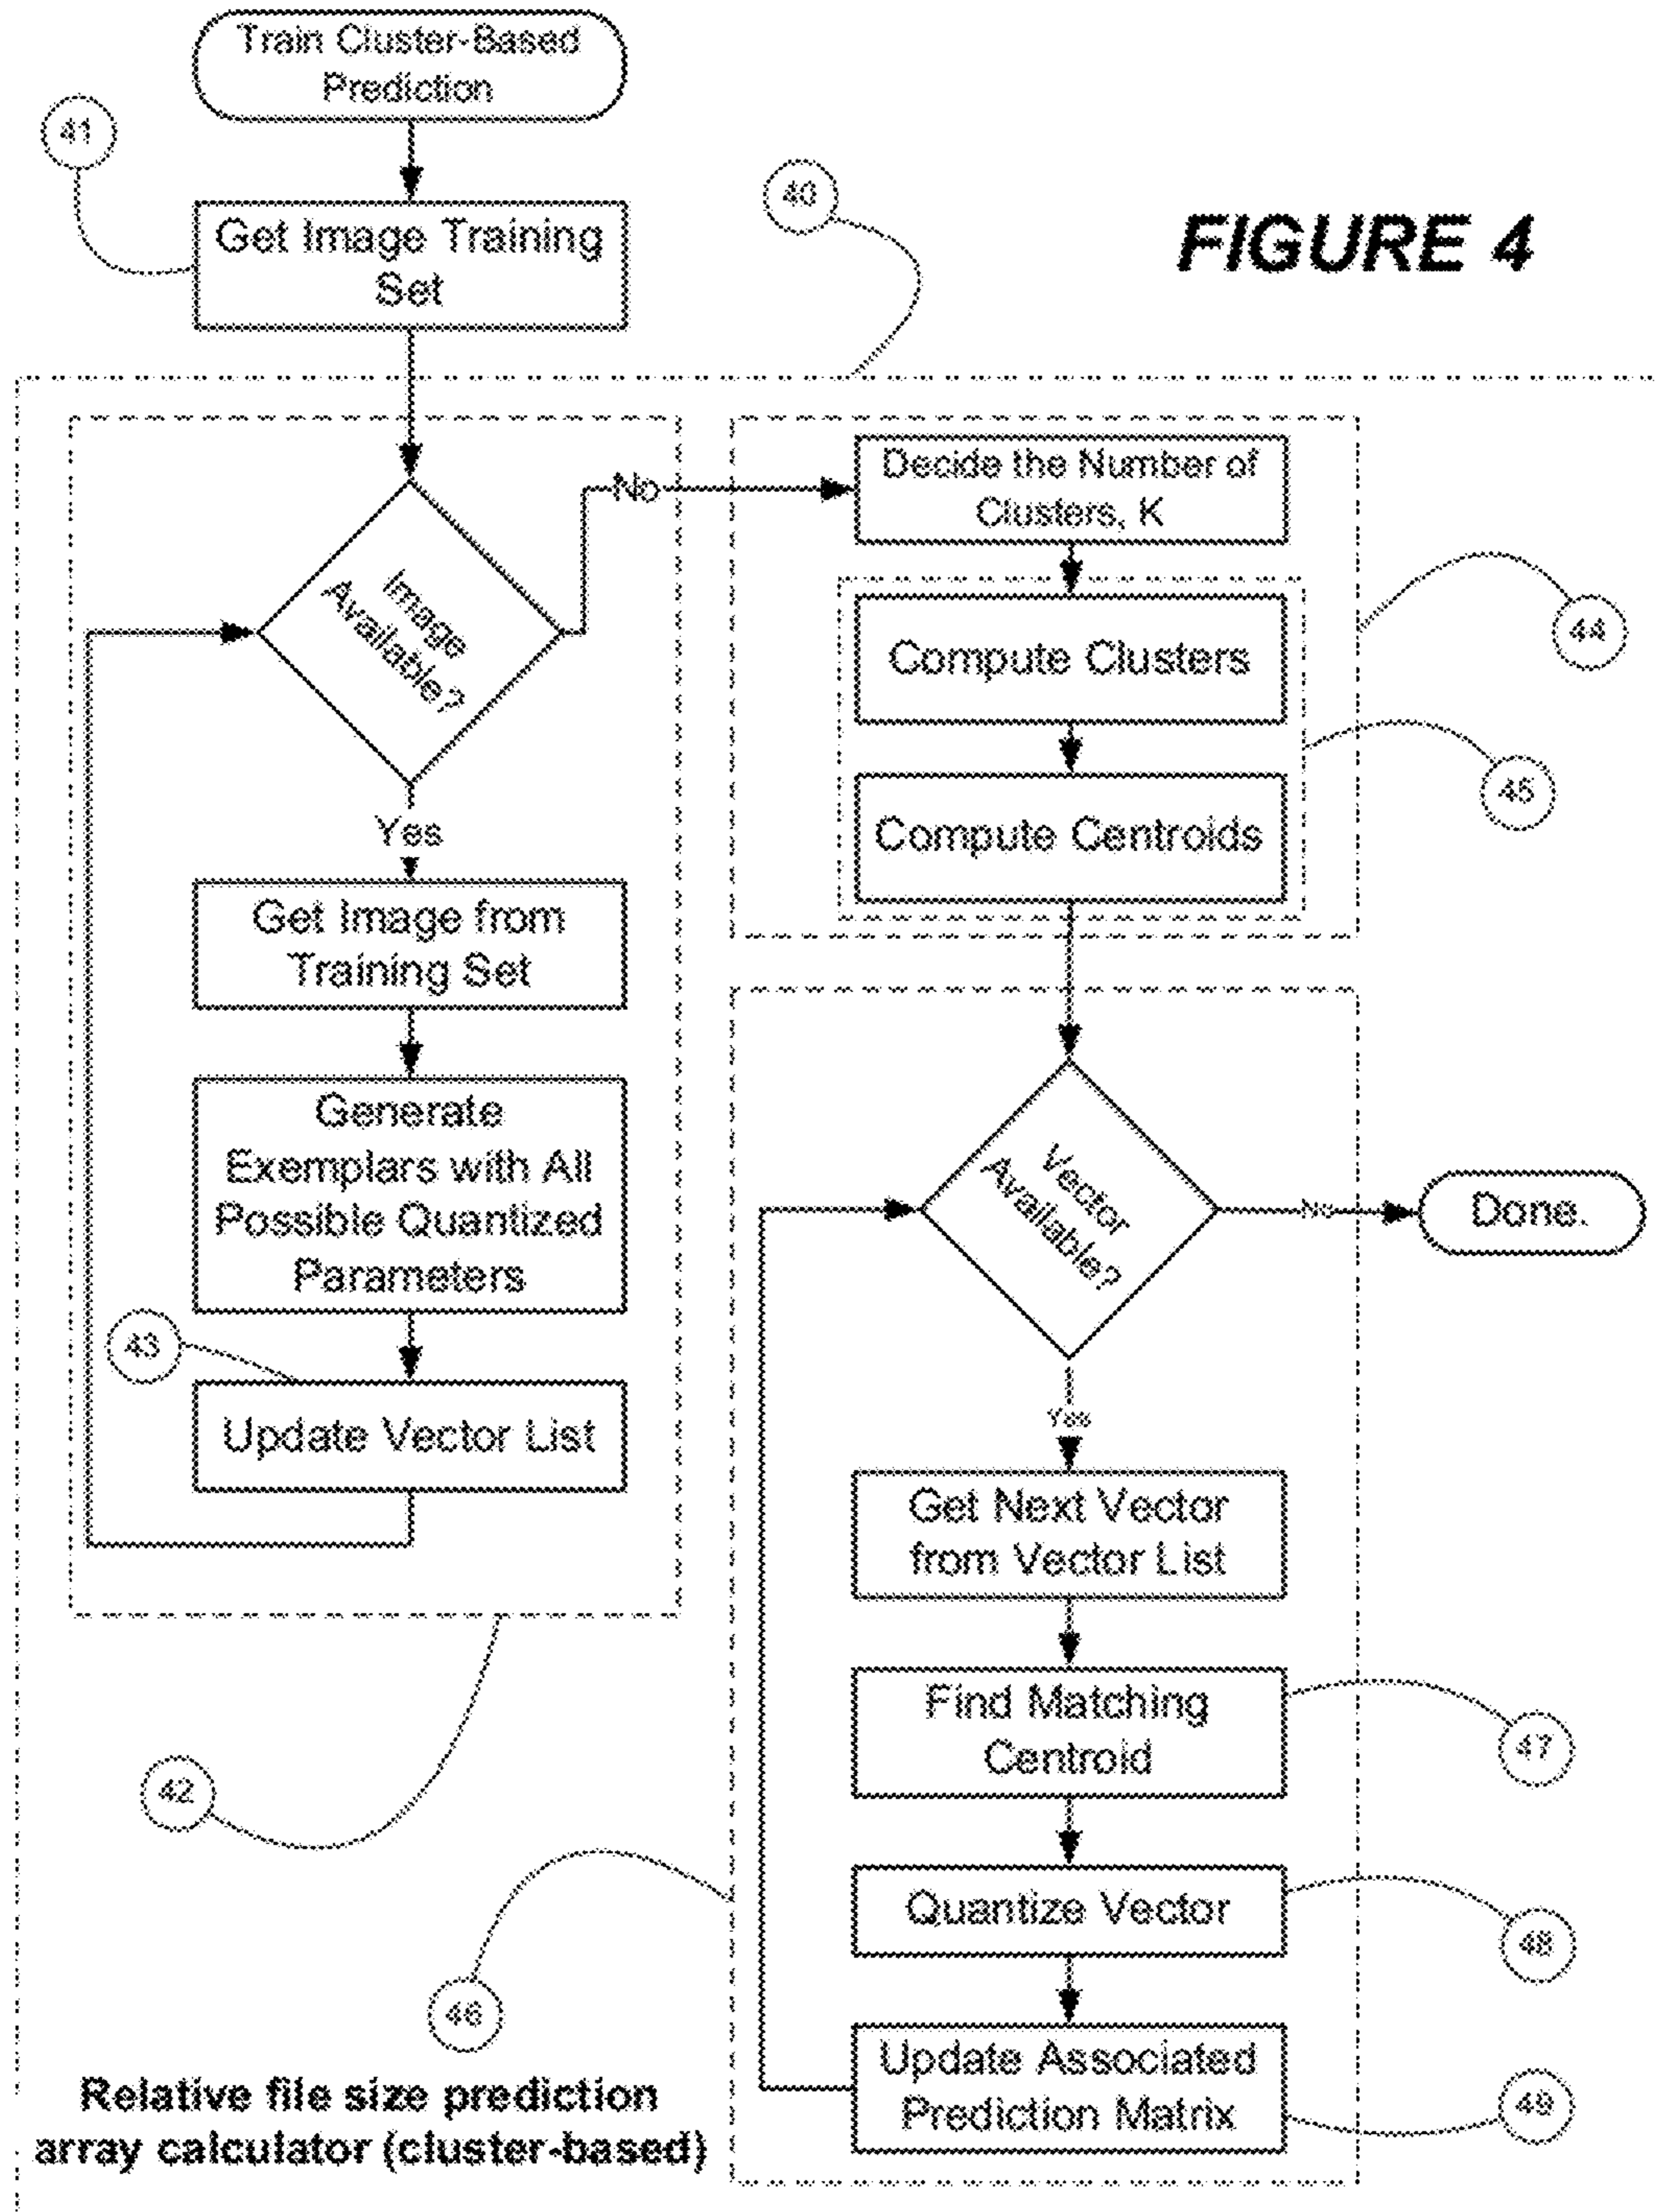 Train Cluster-Based
Prediction
41
Get Image Training
Set
40
FIGURE 4
Image
Available?
No
Yes
Get Image from
Training Set
Generate
Exemplars with All
Possible Quantized
Parameters
43
Update Vector List
42
Decide the Number of
Clusters, K
Compute Clusters
44
Compute Centroids
45
Vector
Available?
No
Done.
Yes
Get Next Vector
from Vector List
Find Matching
Centroid
47
Quantize Vector
48
46
Update Associated
Prediction Matrix
49
Relative file size prediction
array calculator (cluster-based)